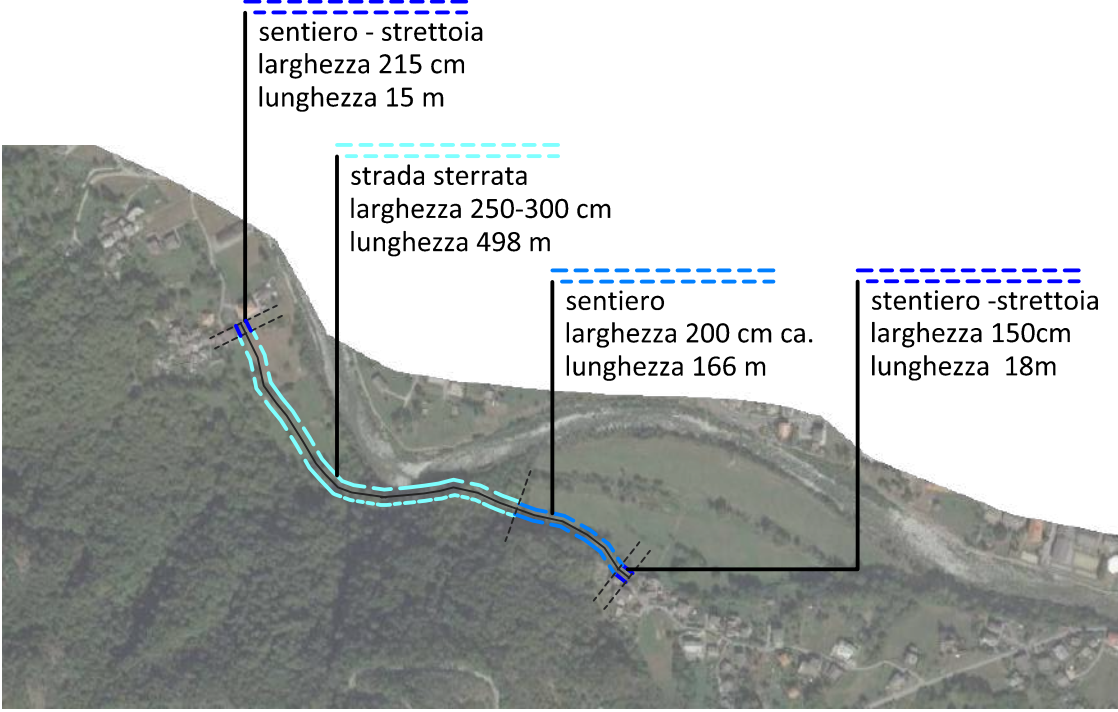 sentiero - strettoia
larghezza 215 cm
lunghezza 15 m
strada sterrata
larghezza 250-300 cm
lunghezza 498 m
sentiero
larghezza 200 cm ca.
lunghezza 166 m
stentiero -strettoia
larghezza 150cm
lunghezza  18m